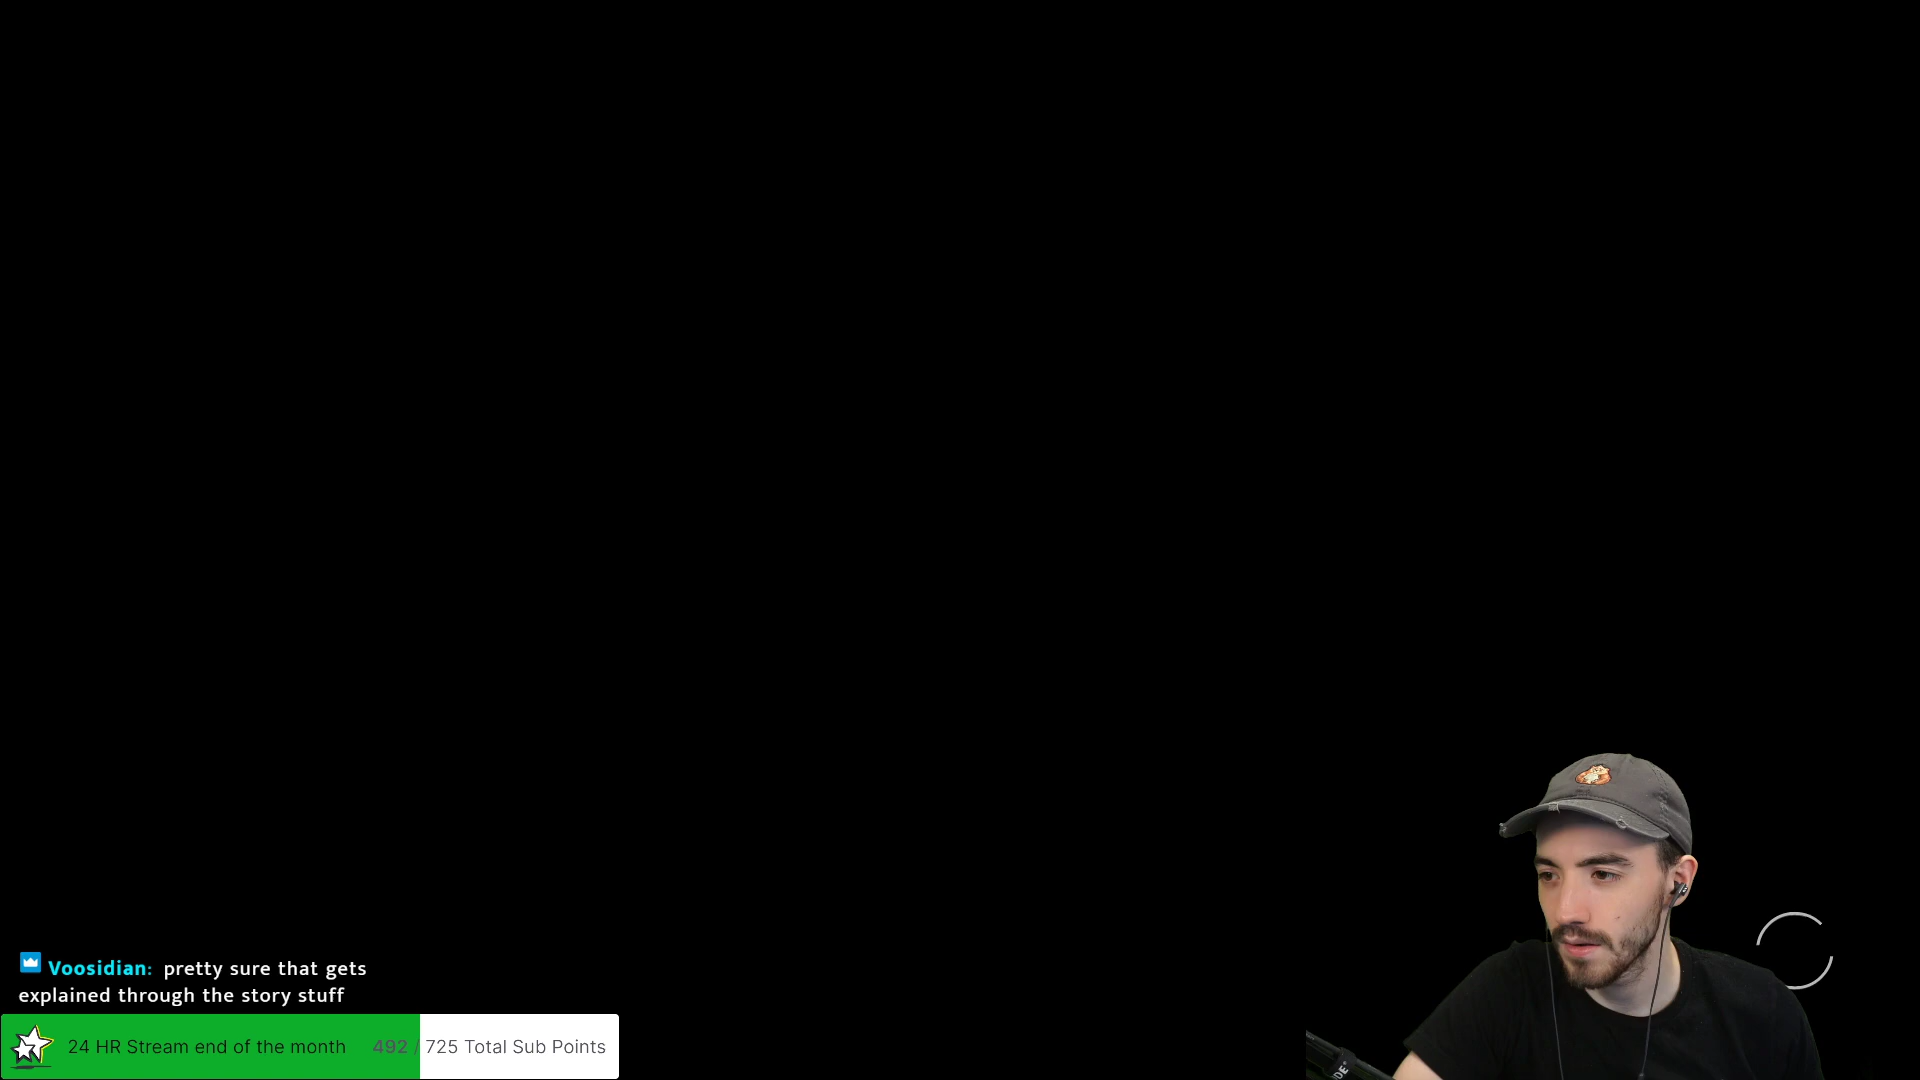 Voosidian: pretty sure that gets
explained through the story stuff
24 HR Stream end of the month 492 / 725 Total Sub Points